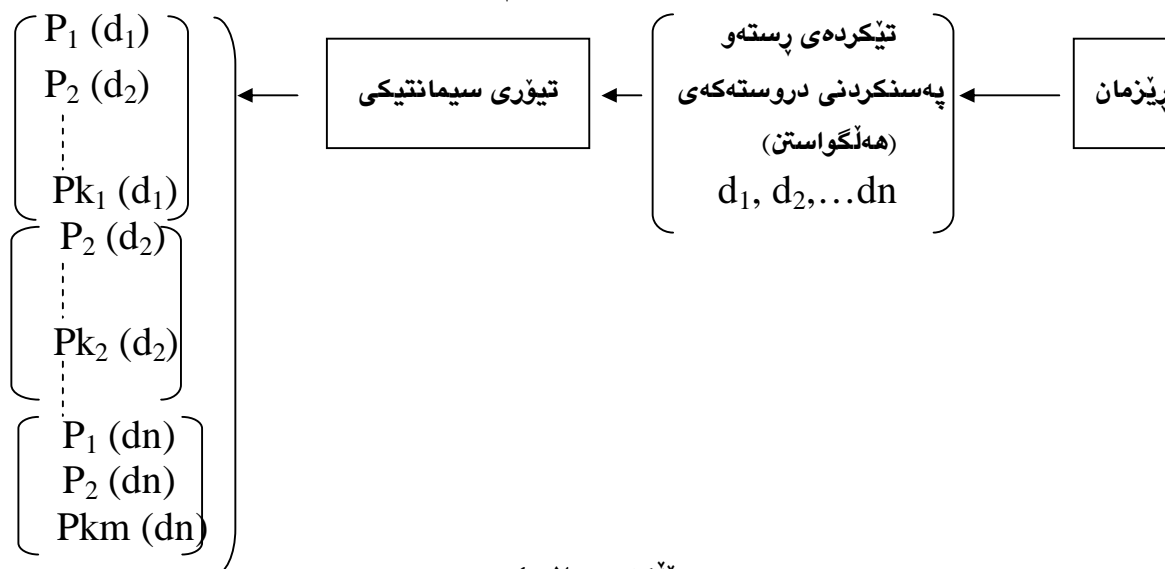 ڕێزمان
تێکردەی ڕستەو
پەسنکردنی دروستەکەی
(هەڵگواستن)
d₁, d₂,…dn
تیۆری سیمانتیکی
P₁ (d₁)
P₂ (d₂)
Pk₁ (d₁)
P₂ (d₂)
Pk₂ (d₂)
P₁ (dn)
P₂ (dn)
Pkm (dn)